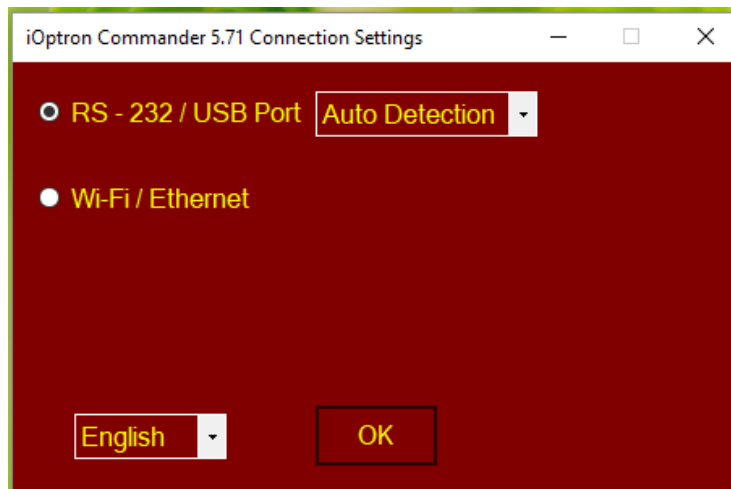 iOptron Commander 5.71 Connection Settings
RS - 232 / USB Port Auto Detection
Wi-Fi / Ethernet
English OK